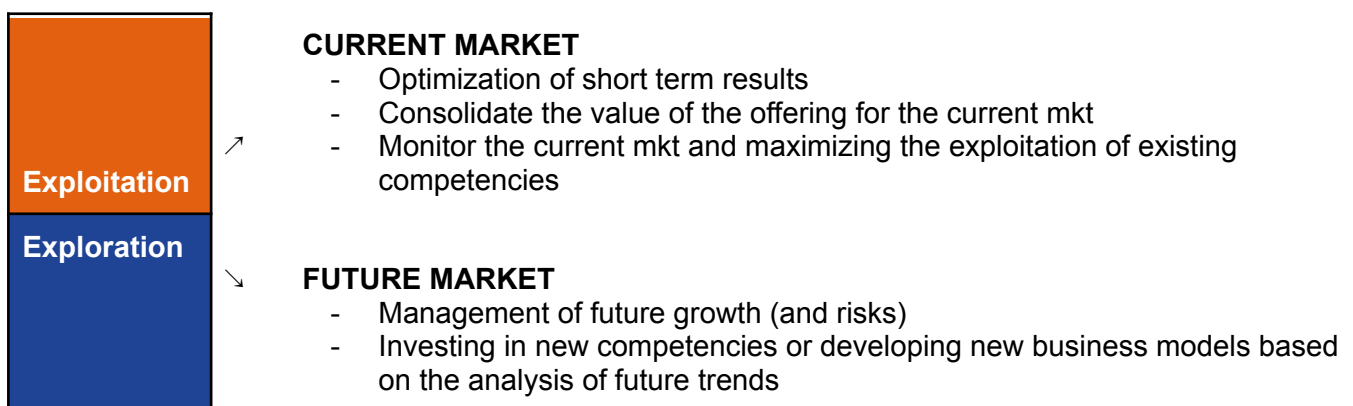 CURRENT MARKET
- Optimization of short term results
- Consolidate the value of the offering for the current mkt
↗ - Monitor the current mkt and maximizing the exploitation of existing
competencies
Exploitation
Exploration
↘ FUTURE MARKET
- Management of future growth (and risks)
- Investing in new competencies or developing new business models based
on the analysis of future trends